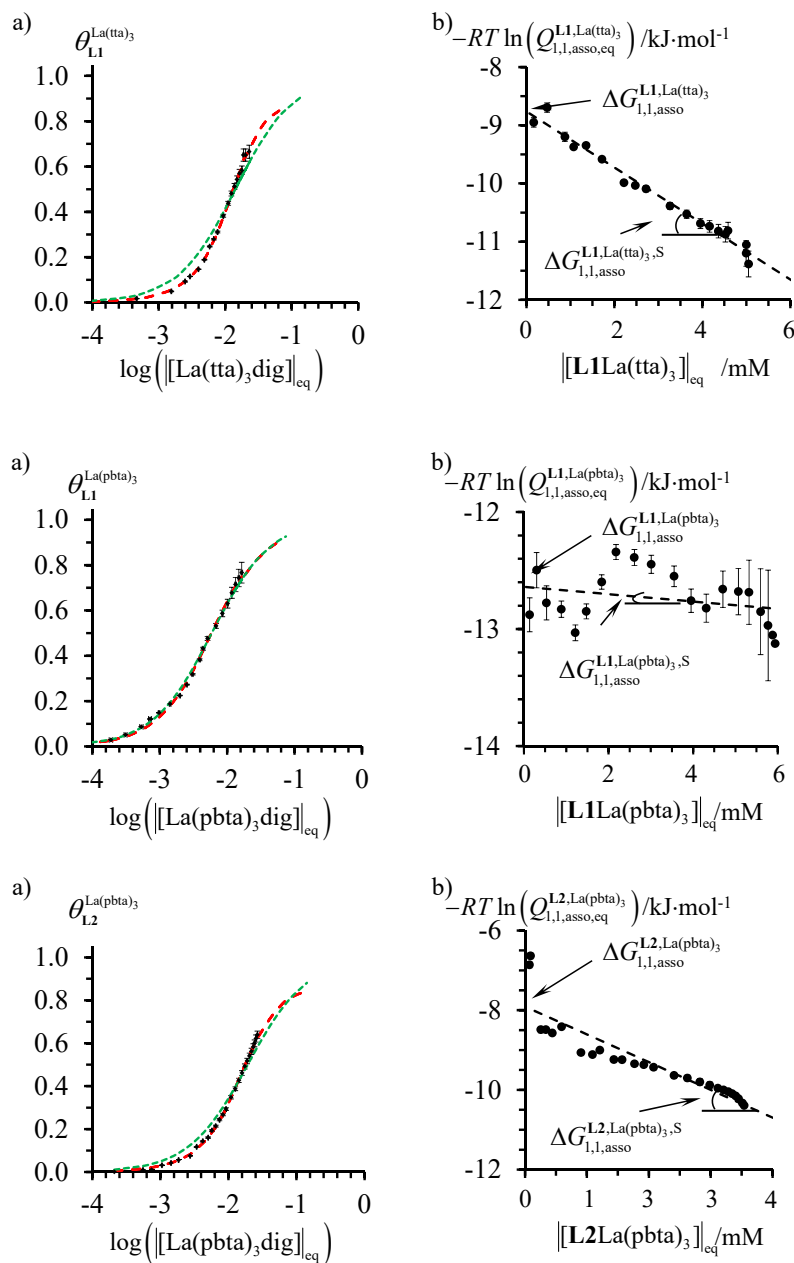 a)
θ_L1^La(tta)₃
1.0
0.8
0.6
0.4
0.2
0.0
-4 -3 -2 -1 0
log(|[La(tta)₃dig]|eq)
b)
−RT ln(Q_1,1,asso,eq^L1,La(tta)₃)/kJ·mol⁻¹
-8
-9
-10
-11
-12
ΔG_1,1,asso^L1,La(tta)₃
ΔG_1,1,asso^L1,La(tta)₃,S
0 2 4 6
|[L1La(tta)₃]|eq /mM
a)
θ_L1^La(pbta)₃
1.0
0.8
0.6
0.4
0.2
0.0
-4 -3 -2 -1 0
log(|[La(pbta)₃dig]|eq)
b)
−RT ln(Q_1,1,asso,eq^L1,La(pbta)₃)/kJ·mol⁻¹
-12
-13
-14
ΔG_1,1,asso^L1,La(pbta)₃
ΔG_1,1,asso^L1,La(pbta)₃,S
0 2 4 6
|[L1La(pbta)₃]|eq/mM
a)
θ_L2^La(pbta)₃
1.0
0.8
0.6
0.4
0.2
0.0
-4 -3 -2 -1 0
log(|[La(pbta)₃dig]|eq)
b)
−RT ln(Q_1,1,asso,eq^L2,La(pbta)₃)/kJ·mol⁻¹
-6
-8
-10
-12
ΔG_1,1,asso^L2,La(pbta)₃
ΔG_1,1,asso^L2,La(pbta)₃,S
0 1 3 3 4
|[L2La(pbta)₃]|eq/mM